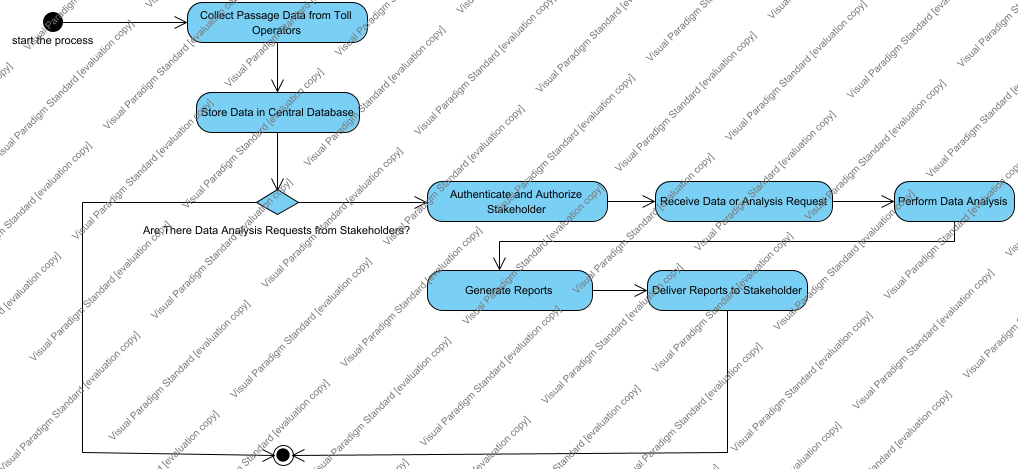 Collect Passage Data from Toll
Operators
start the process
Store Data in Central Database
Authenticate and Authorize
Stakeholder
Receive Data or Analysis Request
Perform Data Analysis
Are There Data Analysis Requests from Stakeholders?
Generate Reports
Deliver Reports to Stakeholder
Visual Paradigm Standard [evaluation copy]